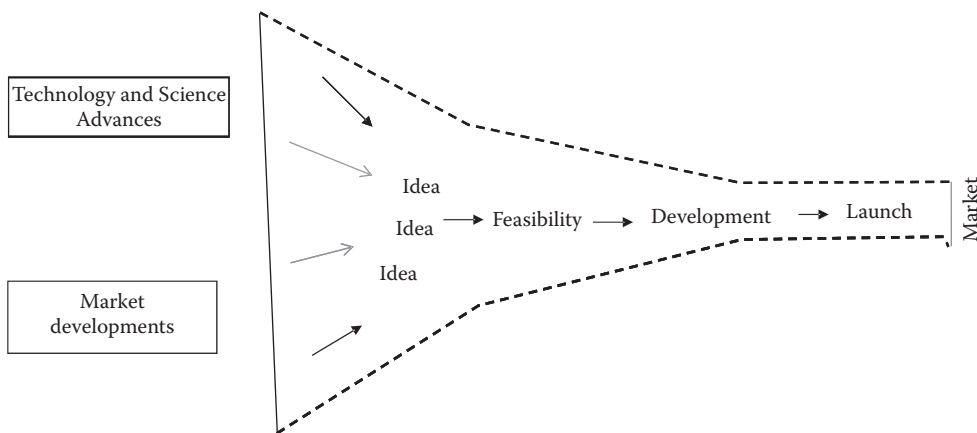 Technology and Science
Advances
Market
developments
Idea
Idea
Idea
Feasibility
Development
Launch
Market